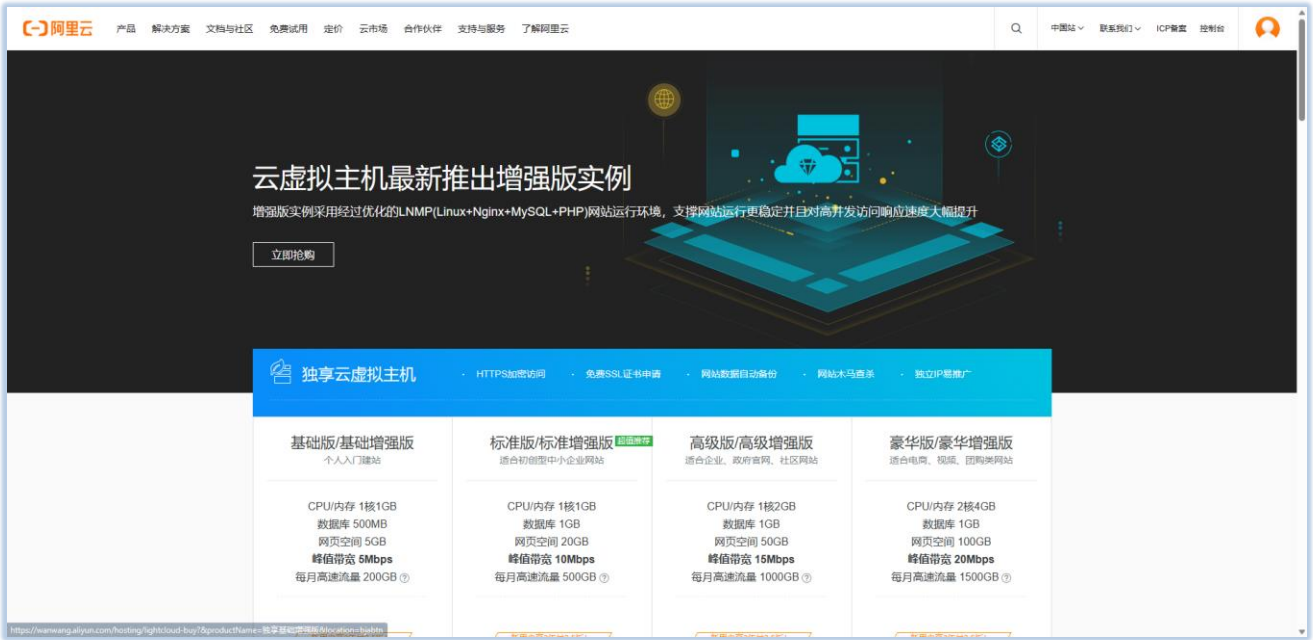 阿里云
产品 解决方案 文档与社区 免费试用 定价 云市场 合作伙伴 支持与服务 了解阿里云
中国站 联系我们 ICP备案 控制台
云虚拟主机最新推出增强版实例
增强版实例采用经过优化的LNMP(Linux+Nginx+MySQL+PHP)网站运行环境，支撑网站运行更稳定并且对高并发访问响应速度大幅提升
立即抢购
独享云虚拟主机 · HTTPS加密访问 · 免费SSL证书申请 · 网站数据自动备份 · 网站木马查杀 · 独立IP易推广
基础版/基础增强版
个人入门建站
CPU/内存 1核1GB
数据库 500MB
网页空间 5GB
峰值带宽 5Mbps
每月高速流量 200GB
标准版/标准增强版 超值推荐
适合初创型中小企业网站
CPU/内存 1核1GB
数据库 1GB
网页空间 20GB
峰值带宽 10Mbps
每月高速流量 500GB
高级版/高级增强版
适合企业、政府官网、社区网站
CPU/内存 1核2GB
数据库 1GB
网页空间 50GB
峰值带宽 15Mbps
每月高速流量 1000GB
豪华版/豪华增强版
适合电商、视频、团购类网站
CPU/内存 2核4GB
数据库 1GB
网页空间 100GB
峰值带宽 20Mbps
每月高速流量 1500GB
https://wanwang.aliyun.com/hosting/lightcloud-buy?&productName=独享基础增强版&location=biabtn